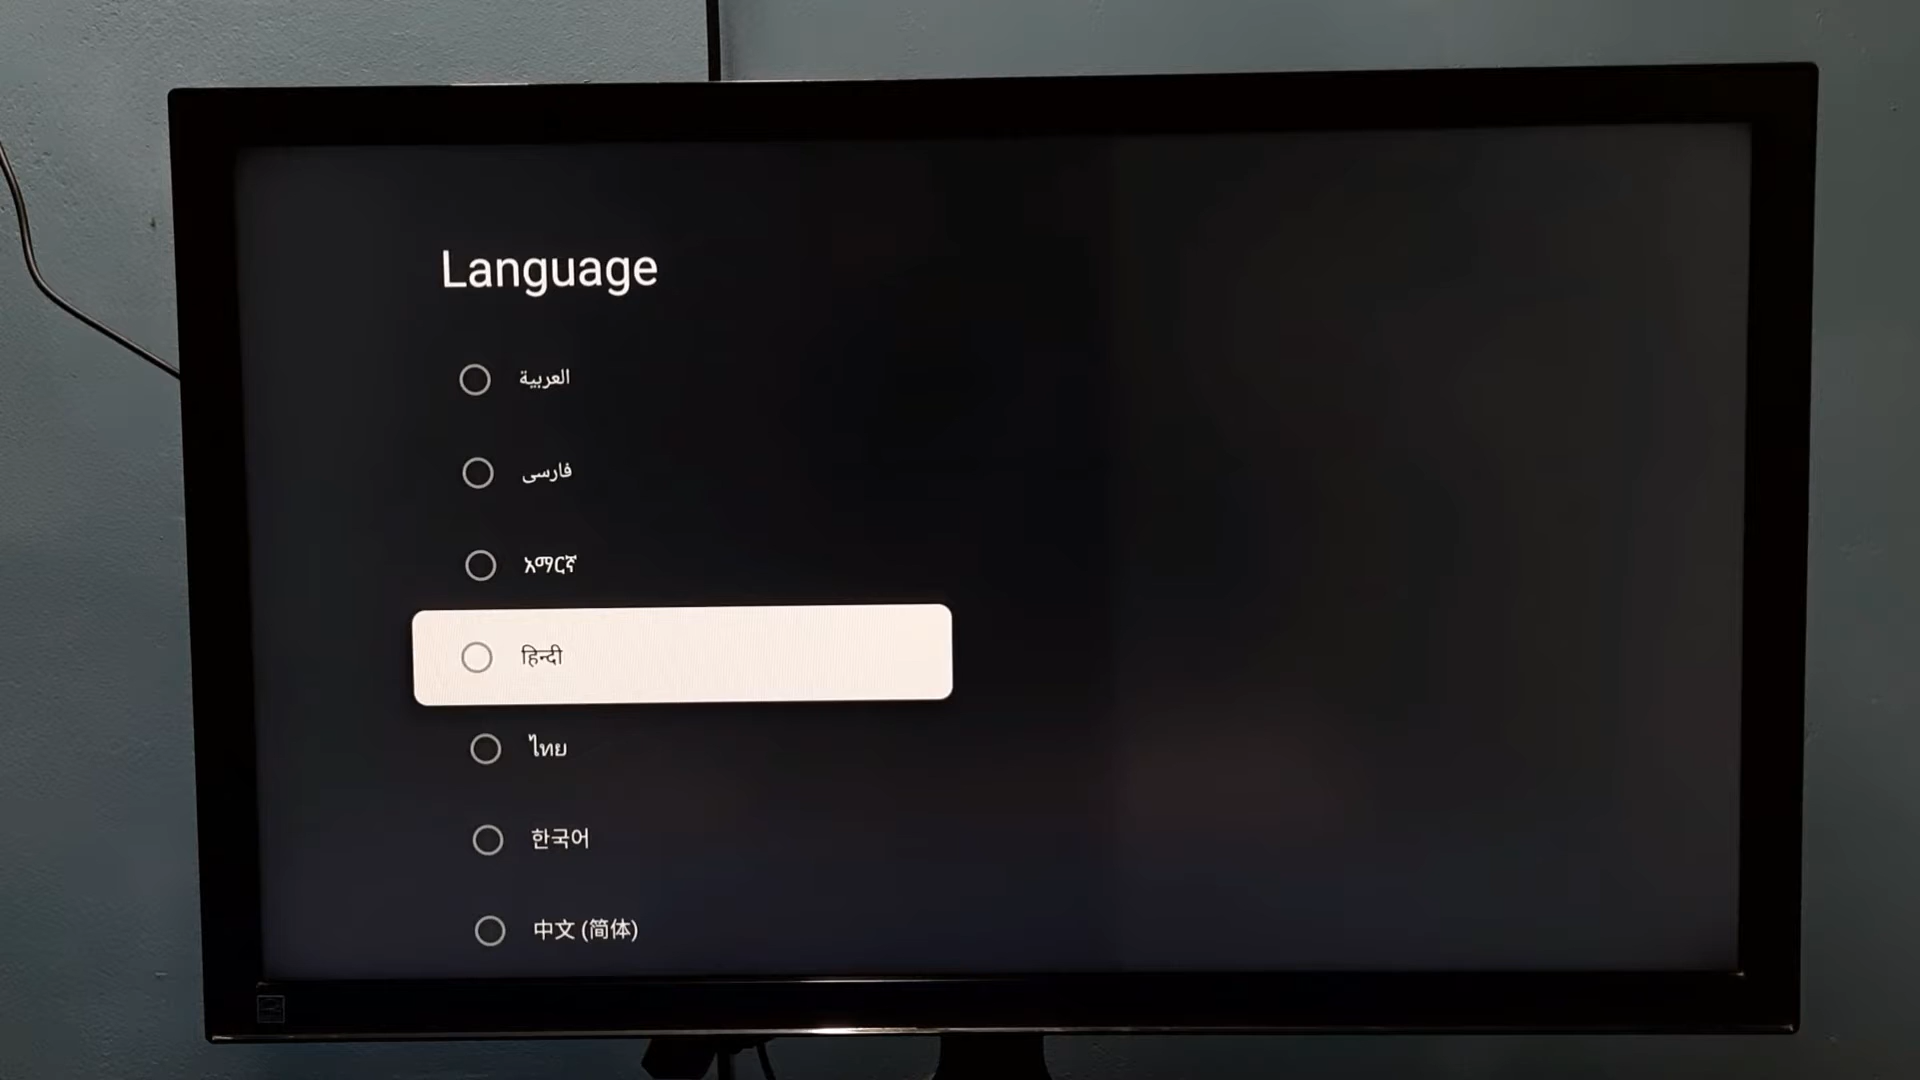 Language
العربية
فارسی
አማርኛ
हिन्दी
ไทย
한국어
中文 (简体)